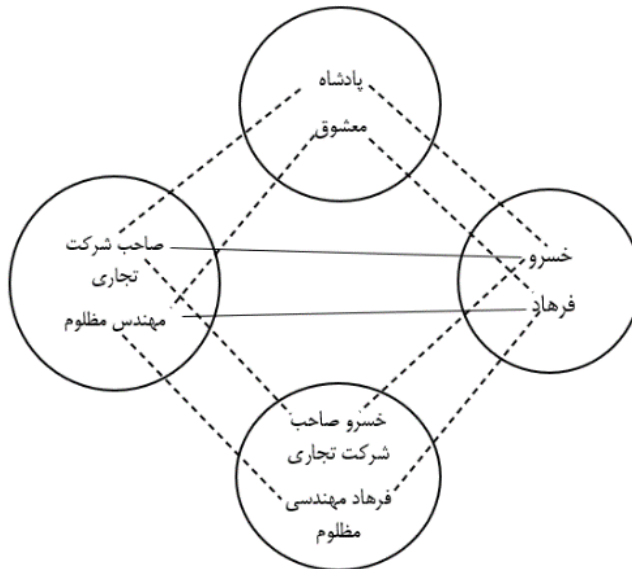 پادشاه
معشوق
خسرو
فرهاد
صاحب شرکت
تجاری
مهندس مظلوم
خسرو صاحب
شرکت تجاری
فرهاد مهندسی
مظلوم